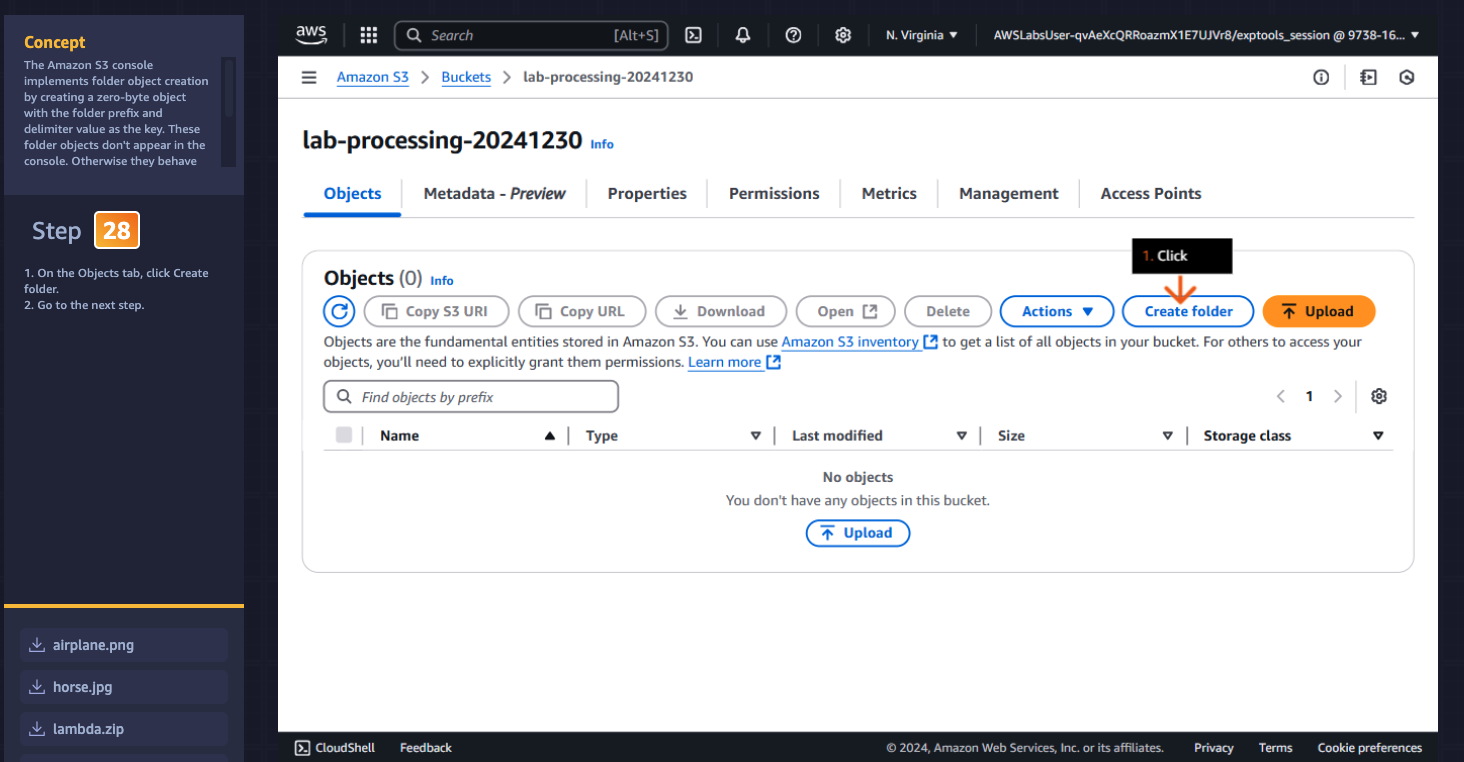 Concept
The Amazon S3 console
implements folder object creation
by creating a zero-byte object
with the folder prefix and
delimiter value as the key. These
folder objects don't appear in the
console. Otherwise they behave
Step 28
1. On the Objects tab, click Create
folder.
2. Go to the next step.
airplane.png
horse.jpg
lambda.zip
aws
Search [Alt+S]
N. Virginia
AWSLabsUser-qvAeXcQRRoazmX1E7UJVr8/exptools_session @ 9738-16...
Amazon S3 > Buckets > lab-processing-20241230
lab-processing-20241230 Info
Objects Metadata - Preview Properties Permissions Metrics Management Access Points
1. Click
Objects (0) Info
Copy S3 URI Copy URL Download Open Delete Actions Create folder Upload
Objects are the fundamental entities stored in Amazon S3. You can use Amazon S3 inventory to get a list of all objects in your bucket. For others to access your
objects, you'll need to explicitly grant them permissions. Learn more
Find objects by prefix
1
Name Type Last modified Size Storage class
No objects
You don't have any objects in this bucket.
Upload
CloudShell Feedback © 2024, Amazon Web Services, Inc. or its affiliates. Privacy Terms Cookie preferences